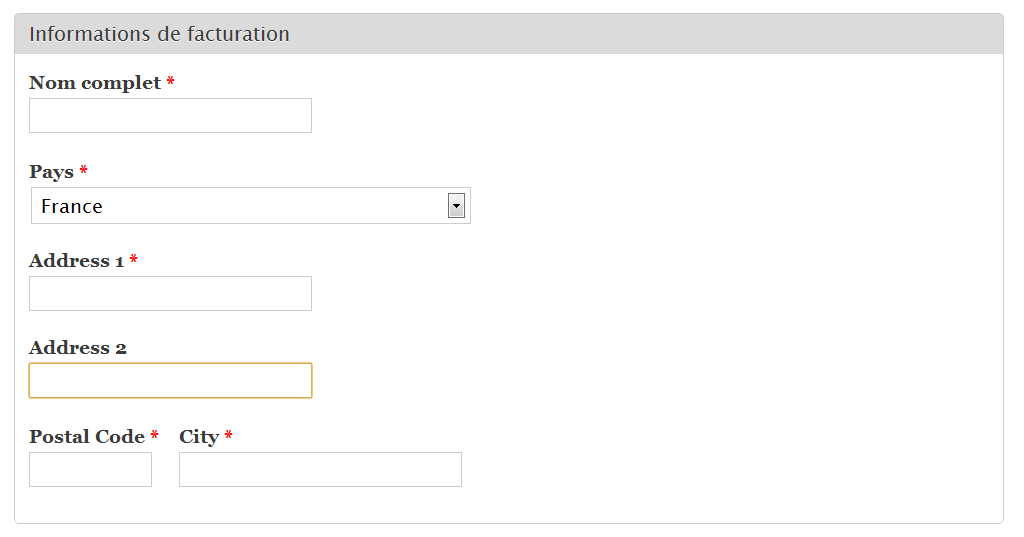 Informations de facturation
Nom complet *
Pays *
France
Address 1 *
Address 2
Postal Code * City *